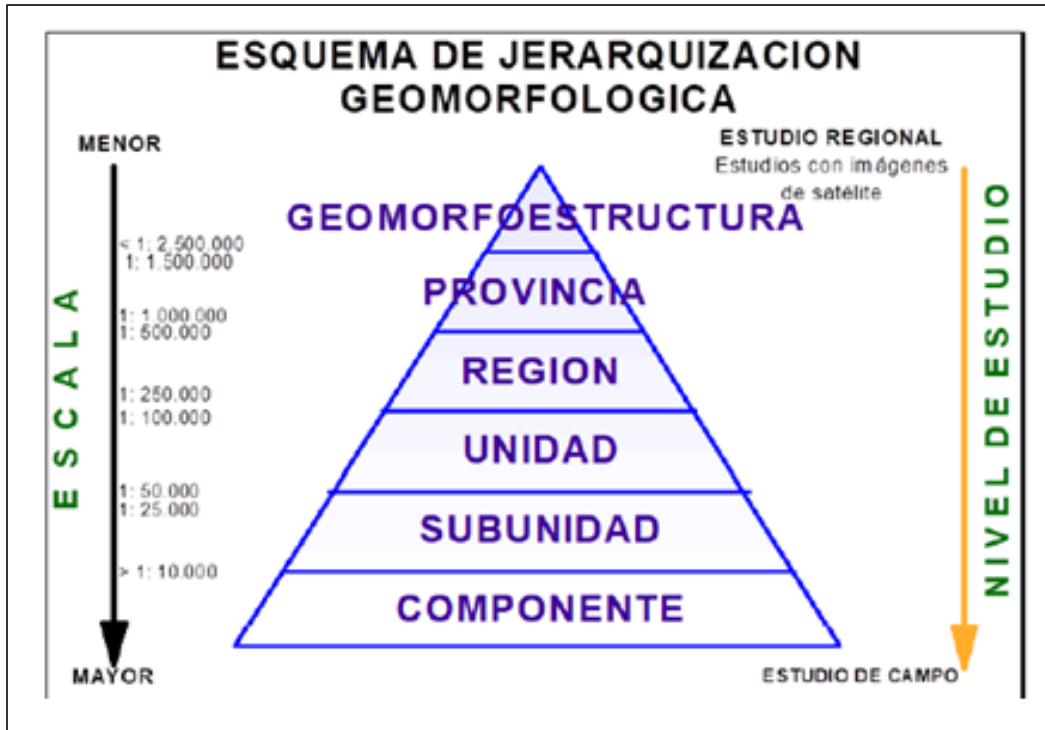 ESQUEMA DE JERARQUIZACION
GEOMORFOLOGICA
MENOR
ESTUDIO REGIONAL
Estudios con imágenes
de satélite
GEOMORFOESTRUCTURA
< 1: 2,500.000
1: 1.500.000
PROVINCIA
1: 1.000.000
1: 500.000
REGION
1: 250.000
1: 100.000
UNIDAD
1: 50.000
1: 25.000
SUBUNIDAD
> 1: 10.000
COMPONENTE
MAYOR
ESTUDIO DE CAMPO
ESCALA
NIVEL DE ESTUDIO